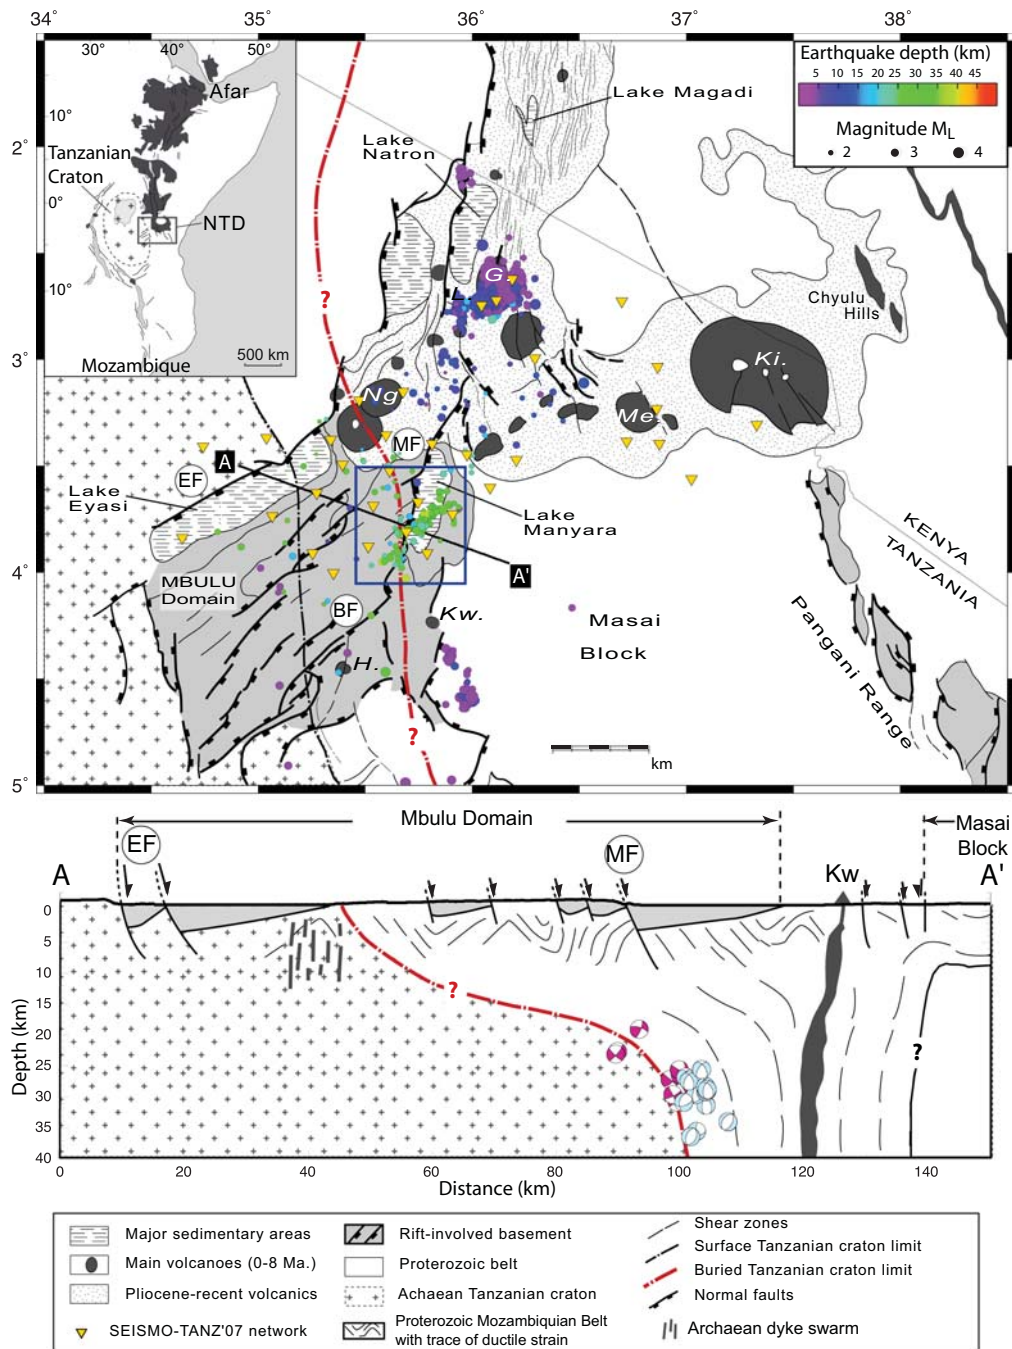 34˚ 35˚ 36˚ 37˚ 38˚
30˚ 40˚ 50˚
Afar
10˚
Tanzanian
Craton
0˚
NTD
10˚
Mozambique
500 km
Earthquake depth (km)
5 10 15 20 25 30 35 40 45
Magnitude ML
2 3 4
2˚
3˚
4˚
5˚
Lake Magadi
Lake
Natron
G
L.
?
Chyulu
Hills
Ki.
Ng
Me
MF
A
EF
Lake
Eyasi
Lake
Manyara
KENYA
TANZANIA
A'
MBULU
Domain
BF
Kw.
Masai
Block
H.
Pangani Range
?
km
Mbulu Domain
Masai
Block
EF
MF
A
Kw
A'
0
5
10
15
20
25
30
35
40
Depth (km)
?
?
0 20 40 60 80 100 120 140
Distance (km)
Major sedimentary areas
Main volcanoes (0-8 Ma.)
Pliocene-recent volcanics
SEISMO-TANZ'07 network
Rift-involved basement
Proterozoic belt
Achaean Tanzanian craton
Proterozoic Mozambiquian Belt
with trace of ductile strain
Shear zones
Surface Tanzanian craton limit
Buried Tanzanian craton limit
Normal faults
Archaean dyke swarm